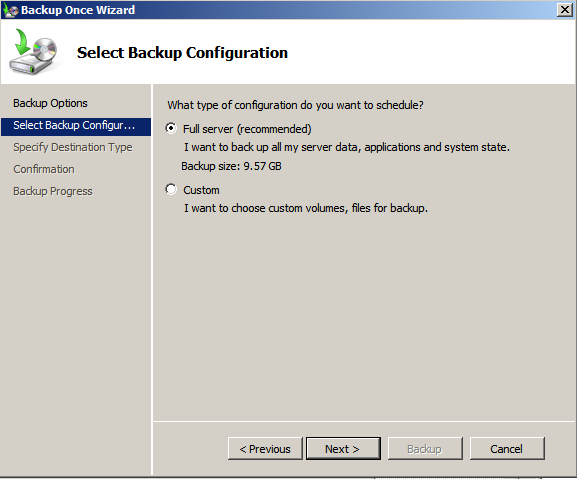 Backup Once Wizard
Select Backup Configuration
Backup Options
Select Backup Configur...
Specify Destination Type
Confirmation
Backup Progress
What type of configuration do you want to schedule?
Full server (recommended)
I want to back up all my server data, applications and system state.
Backup size: 9.57 GB
Custom
I want to choose custom volumes, files for backup.
< Previous
Next >
Backup
Cancel